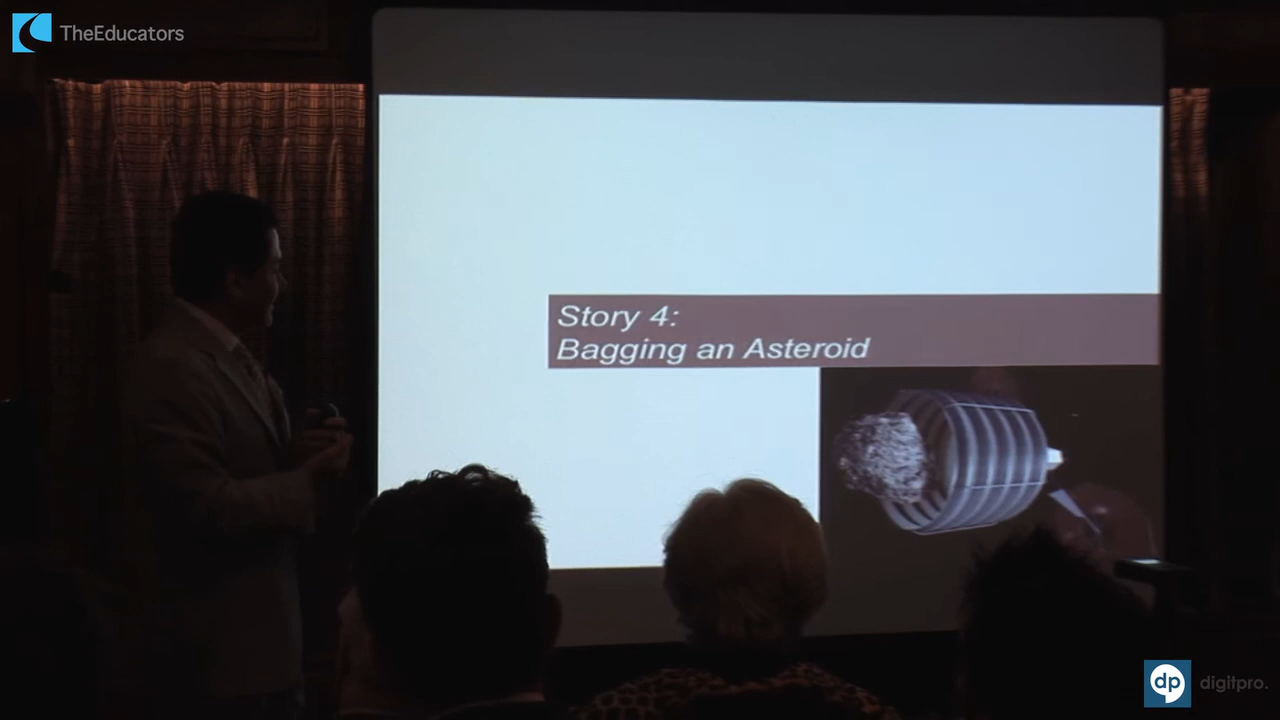 TheEducators
Story 4:
Bagging an Asteroid
dp
digitpro.